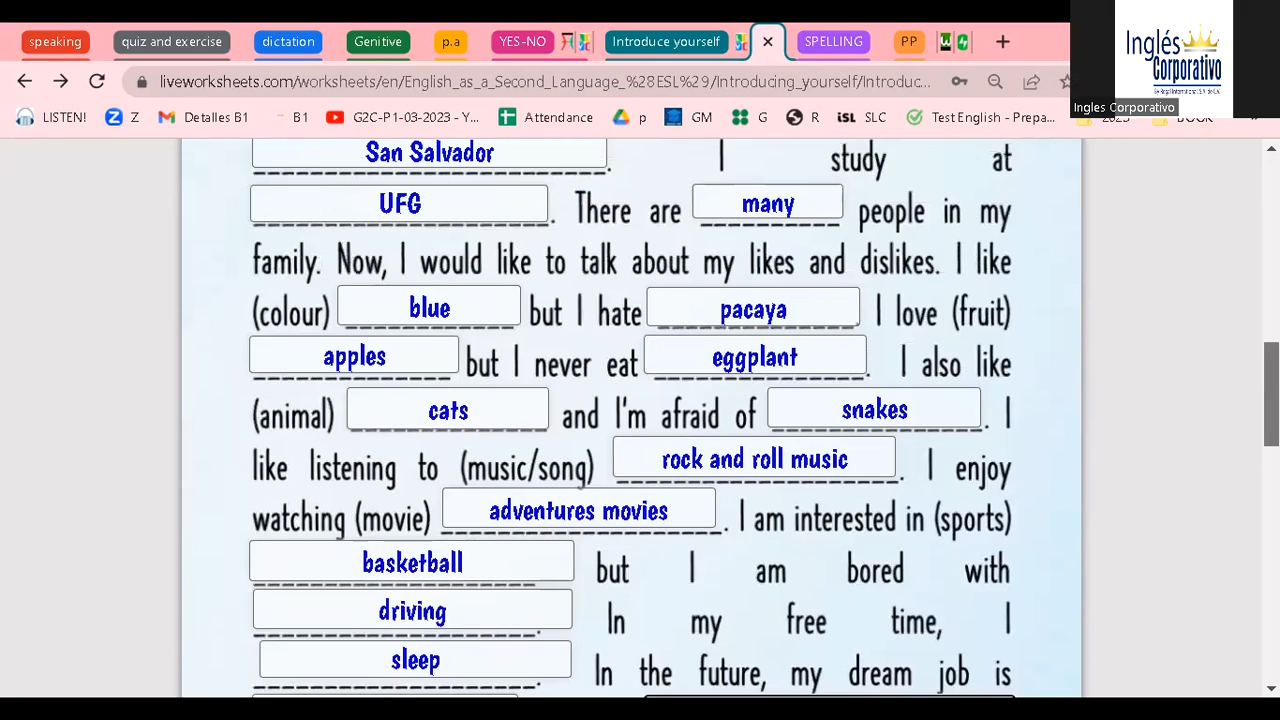 speaking quiz and exercise dictation Genitive p.a YES-NO Introduce yourself SPELLING PP
liveworksheets.com/worksheets/en/English_as_a_Second_Language_%28ESL%29/Introducing_yourself/Introduc...
LISTEN! Z Detalles B1 B1 G2C-T1-03-2023- Y... Attendance p GM G R iSL SLC Test English - Prepa...
Inglés
Corporativo
Ingles Corporativo
San Salvador. I study at
UFG. There are many people in my
family. Now, I would like to talk about my likes and dislikes. I like
(colour) blue but I hate pacaya. I love (fruit)
apples but I never eat eggplant. I also like
(animal) cats and I'm afraid of snakes. I
like listening to (music/song) rock and roll music. I enjoy
watching (movie) adventures movies. I am interested in (sports)
basketball but I am bored with
driving. In my free time, I
sleep. In the future, my dream job is